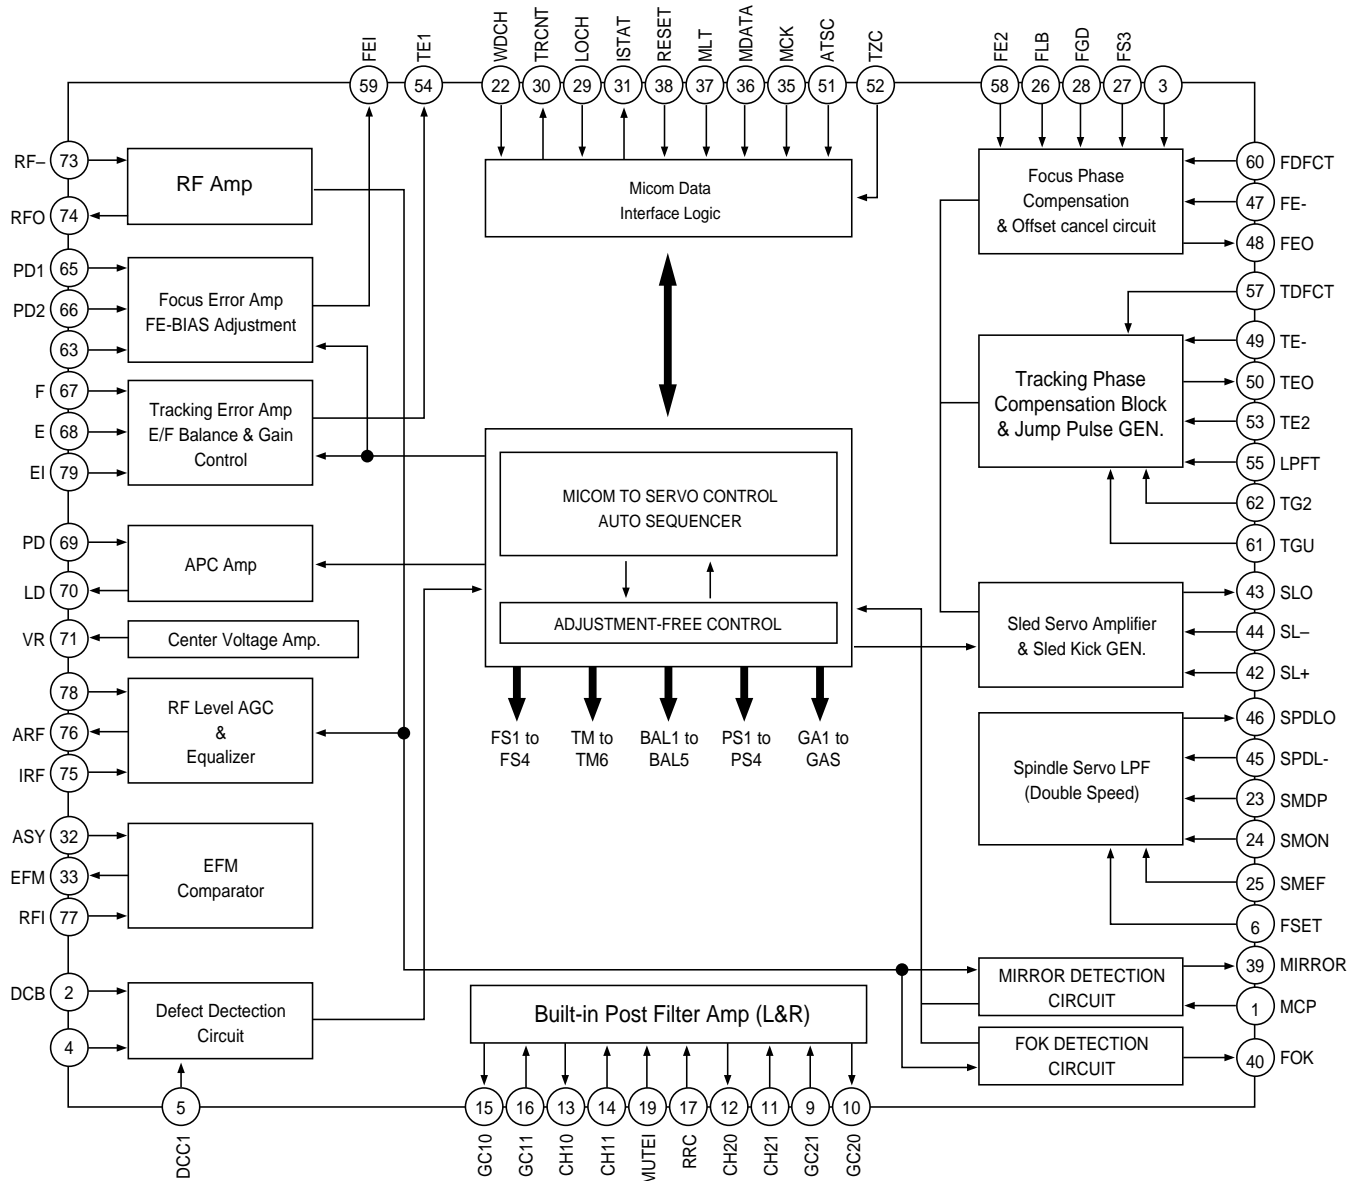 FEI
TE1
WDCH
TRCNT
LOCH
ISTAT
RESET
MLT
MDATA
MCK
ATSC
TZC
FE2
FLB
FGD
FS3
59
54
22
30
29
31
38
37
36
35
51
52
58
26
28
27
3
RF– 73
RFO 74
RF Amp
PD1 65
PD2 66
63
Focus Error Amp
FE-BIAS Adjustment
F 67
E 68
EI 79
Tracking Error Amp
E/F Balance & Gain
Control
PD 69
LD 70
APC Amp
VR 71
Center Voltage Amp.
78
ARF 76
IRF 75
RF Level AGC
&
Equalizer
ASY 32
EFM 33
RFI 77
EFM
Comparator
DCB 2
4
Defect Dectection
Circuit
5
DCC1
Micom Data
Interface Logic
MICOM TO SERVO CONTROL
AUTO SEQUENCER
ADJUSTMENT-FREE CONTROL
FS1 to
FS4
TM to
TM6
BAL1 to
BAL5
PS1 to
PS4
GA1 to
GAS
Built-in Post Filter Amp (L&R)
15
16
13
14
19
17
12
11
9
10
GC10
GC11
CH10
CH11
MUTEI
RRC
CH20
CH21
GC21
GC20
Focus Phase
Compensation
& Offset cancel circuit
60 FDFCT
47 FE-
48 FEO
57 TDFCT
Tracking Phase
Compensation Block
& Jump Pulse GEN.
49 TE-
50 TEO
53 TE2
55 LPFT
62 TG2
61 TGU
Sled Servo Amplifier
& Sled Kick GEN.
43 SLO
44 SL–
42 SL+
Spindle Servo LPF
(Double Speed)
46 SPDLO
45 SPDL-
23 SMDP
24 SMON
25 SMEF
6 FSET
MIRROR DETECTION
CIRCUIT
39 MIRROR
1 MCP
FOK DETECTION
CIRCUIT
40 FOK